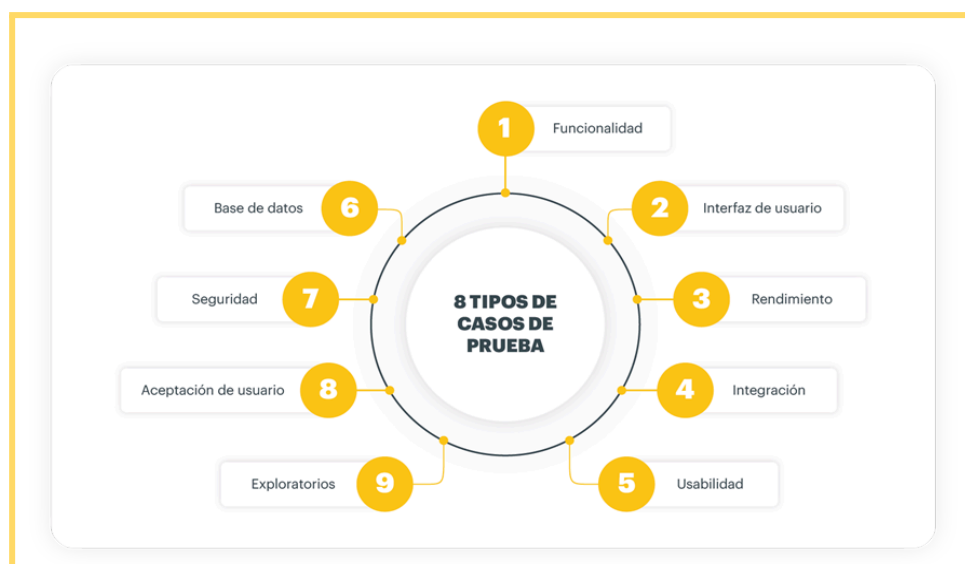 1
Funcionalidad
2
Interfaz de usuario
3
Rendimiento
4
Integración
5
Usabilidad
Base de datos
6
Seguridad
7
Aceptación de usuario
8
Exploratorios
9
8 TIPOS DE
CASOS DE
PRUEBA